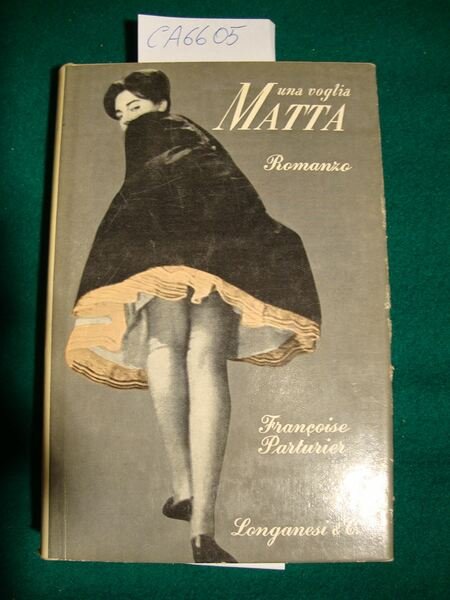 CA6605
una voglia
MATTA
Romanzo
Françoise
Parturier
Longanesi & C.